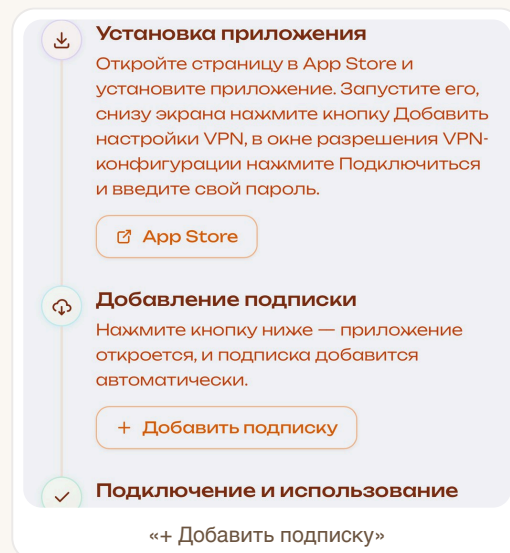 Установка приложения
Откройте страницу в App Store и
установите приложение. Запустите его,
снизу экрана нажмите кнопку Добавить
настройки VPN, в окне разрешения VPN-
конфигурации нажмите Подключиться
и введите свой пароль.
App Store
Добавление подписки
Нажмите кнопку ниже — приложение
откроется, и подписка добавится
автоматически.
+ Добавить подписку
Подключение и использование
«+ Добавить подписку»